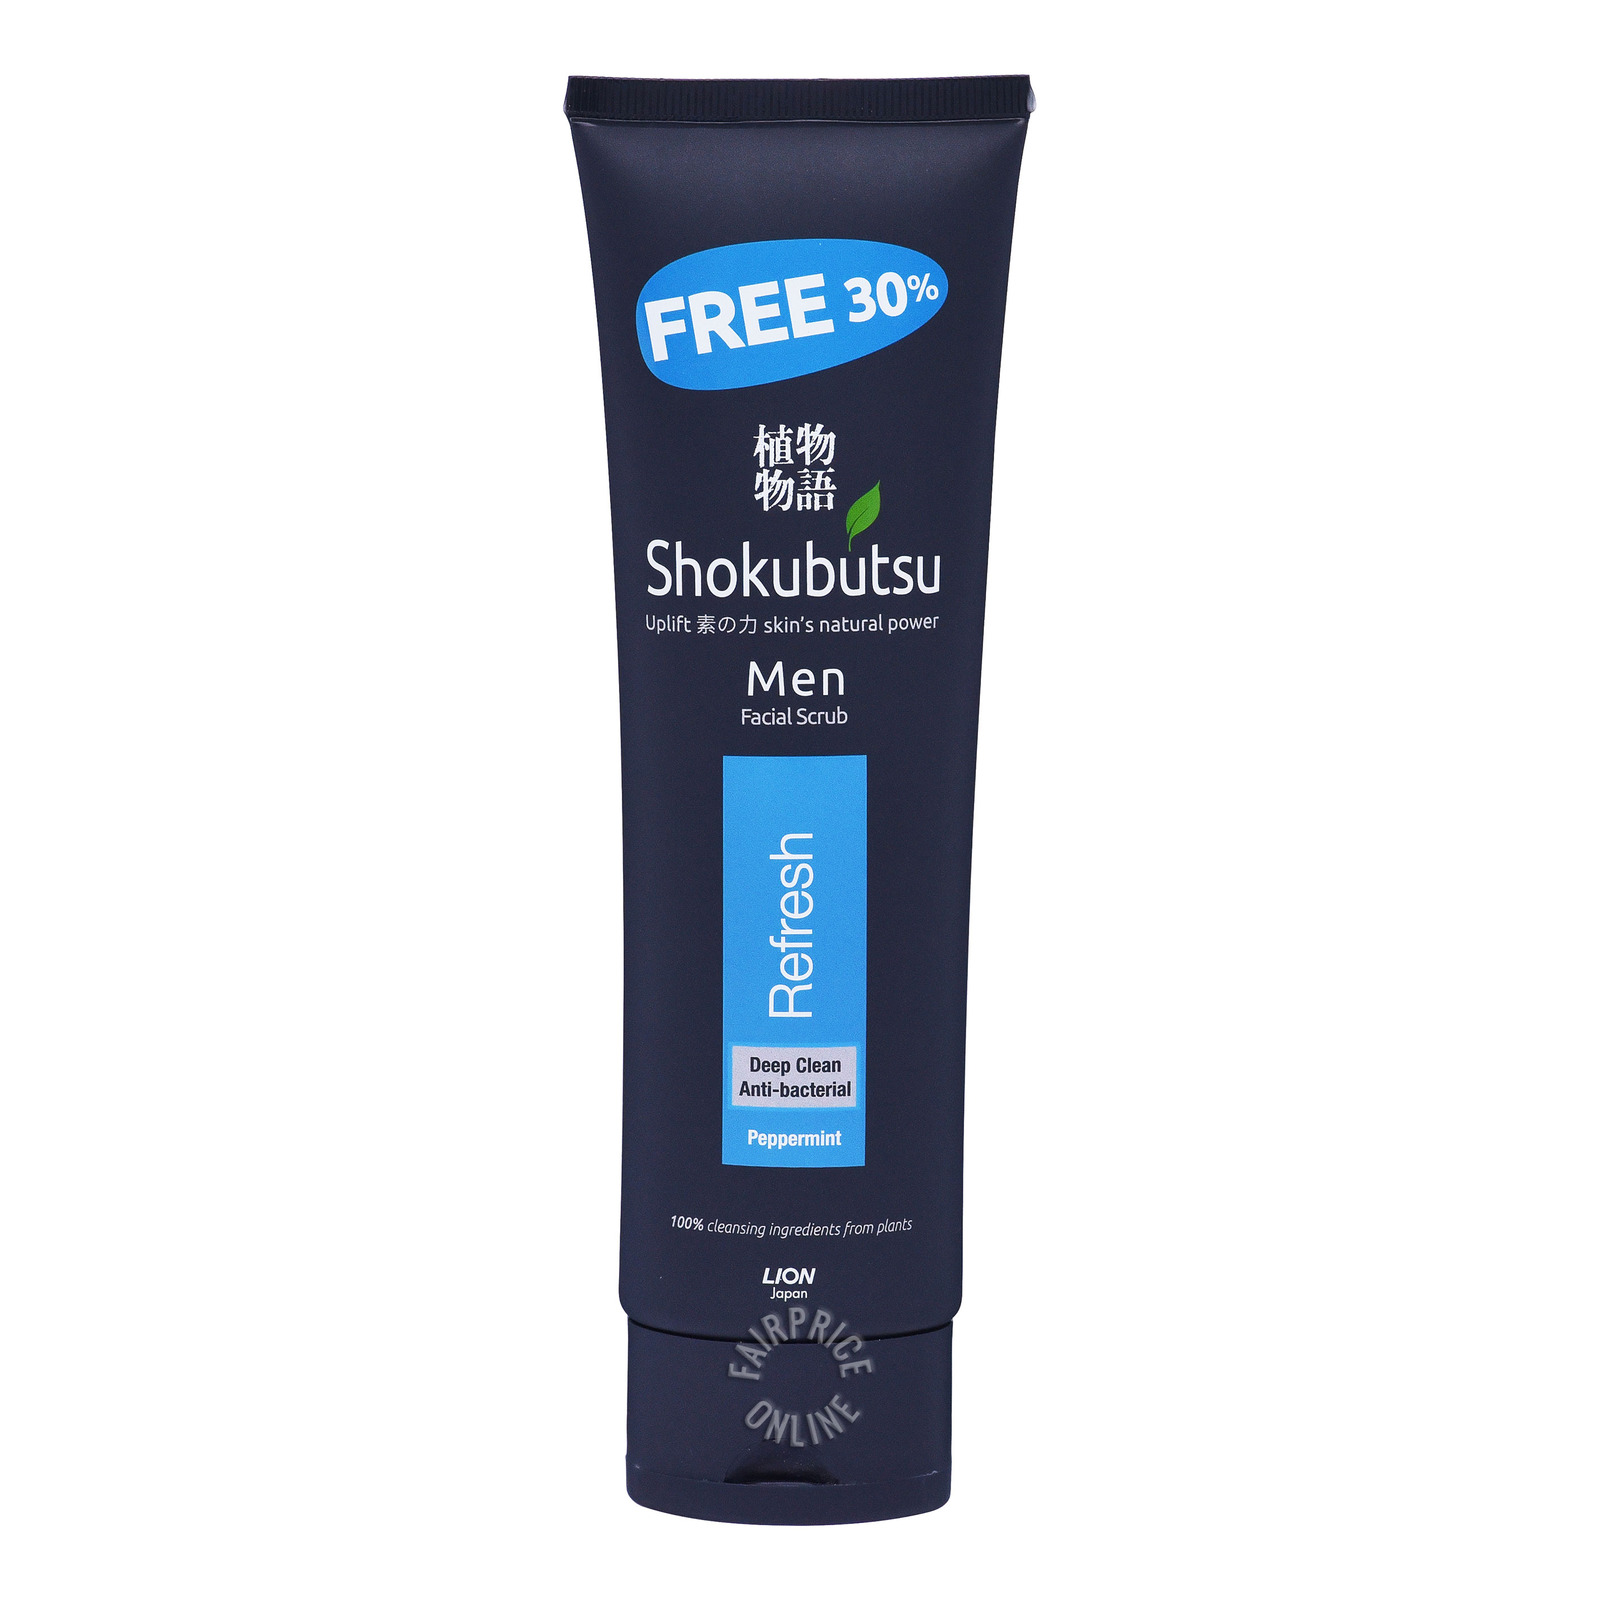 FREE 30%
植物
物語
Shokubutsu
Uplift 素の力 skin's natural power
Men
Facial Scrub
Refresh
Deep Clean
Anti-bacterial
Peppermint
100% cleansing ingredients from plants
LION
Japan
FAIRPRICE
ONLINE